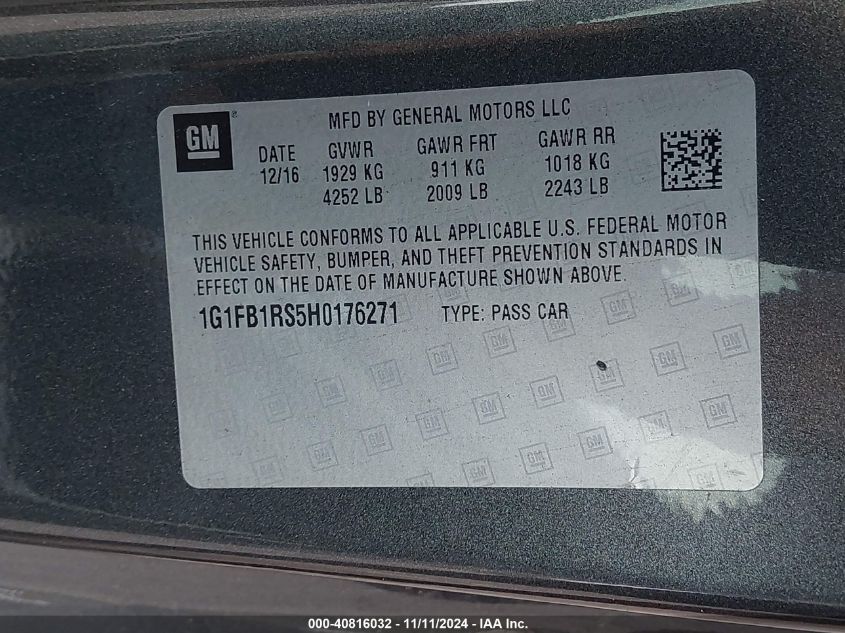 GM
®
MFD BY GENERAL MOTORS LLC
DATE GVWR GAWR FRT GAWR RR
12/16 1929 KG 911 KG 1018 KG
4252 LB 2009 LB 2243 LB
THIS VEHICLE CONFORMS TO ALL APPLICABLE U.S. FEDERAL MOTOR
VEHICLE SAFETY, BUMPER, AND THEFT PREVENTION STANDARDS IN
EFFECT ON THE DATE OF MANUFACTURE SHOWN ABOVE.
1G1FB1RS5H0176271 TYPE: PASS CAR
000-40816032 - 11/11/2024 - IAA Inc.